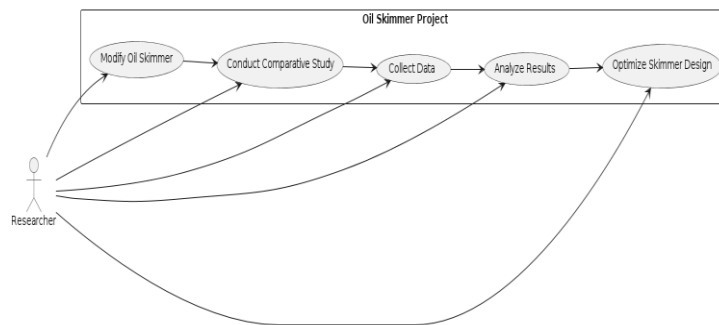 Oil Skimmer Project
Modify Oil Skimmer
Conduct Comparative Study
Collect Data
Analyze Results
Optimize Skimmer Design
Researcher